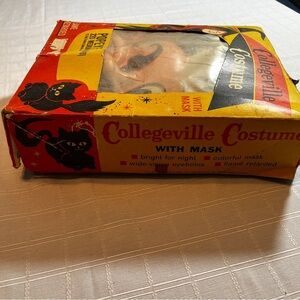 Collegeville
Costume
WITH
MASK
Collegeville Costume
WITH MASK
bright for night
colorful mask
wide-vision eyeholes
flame retarded